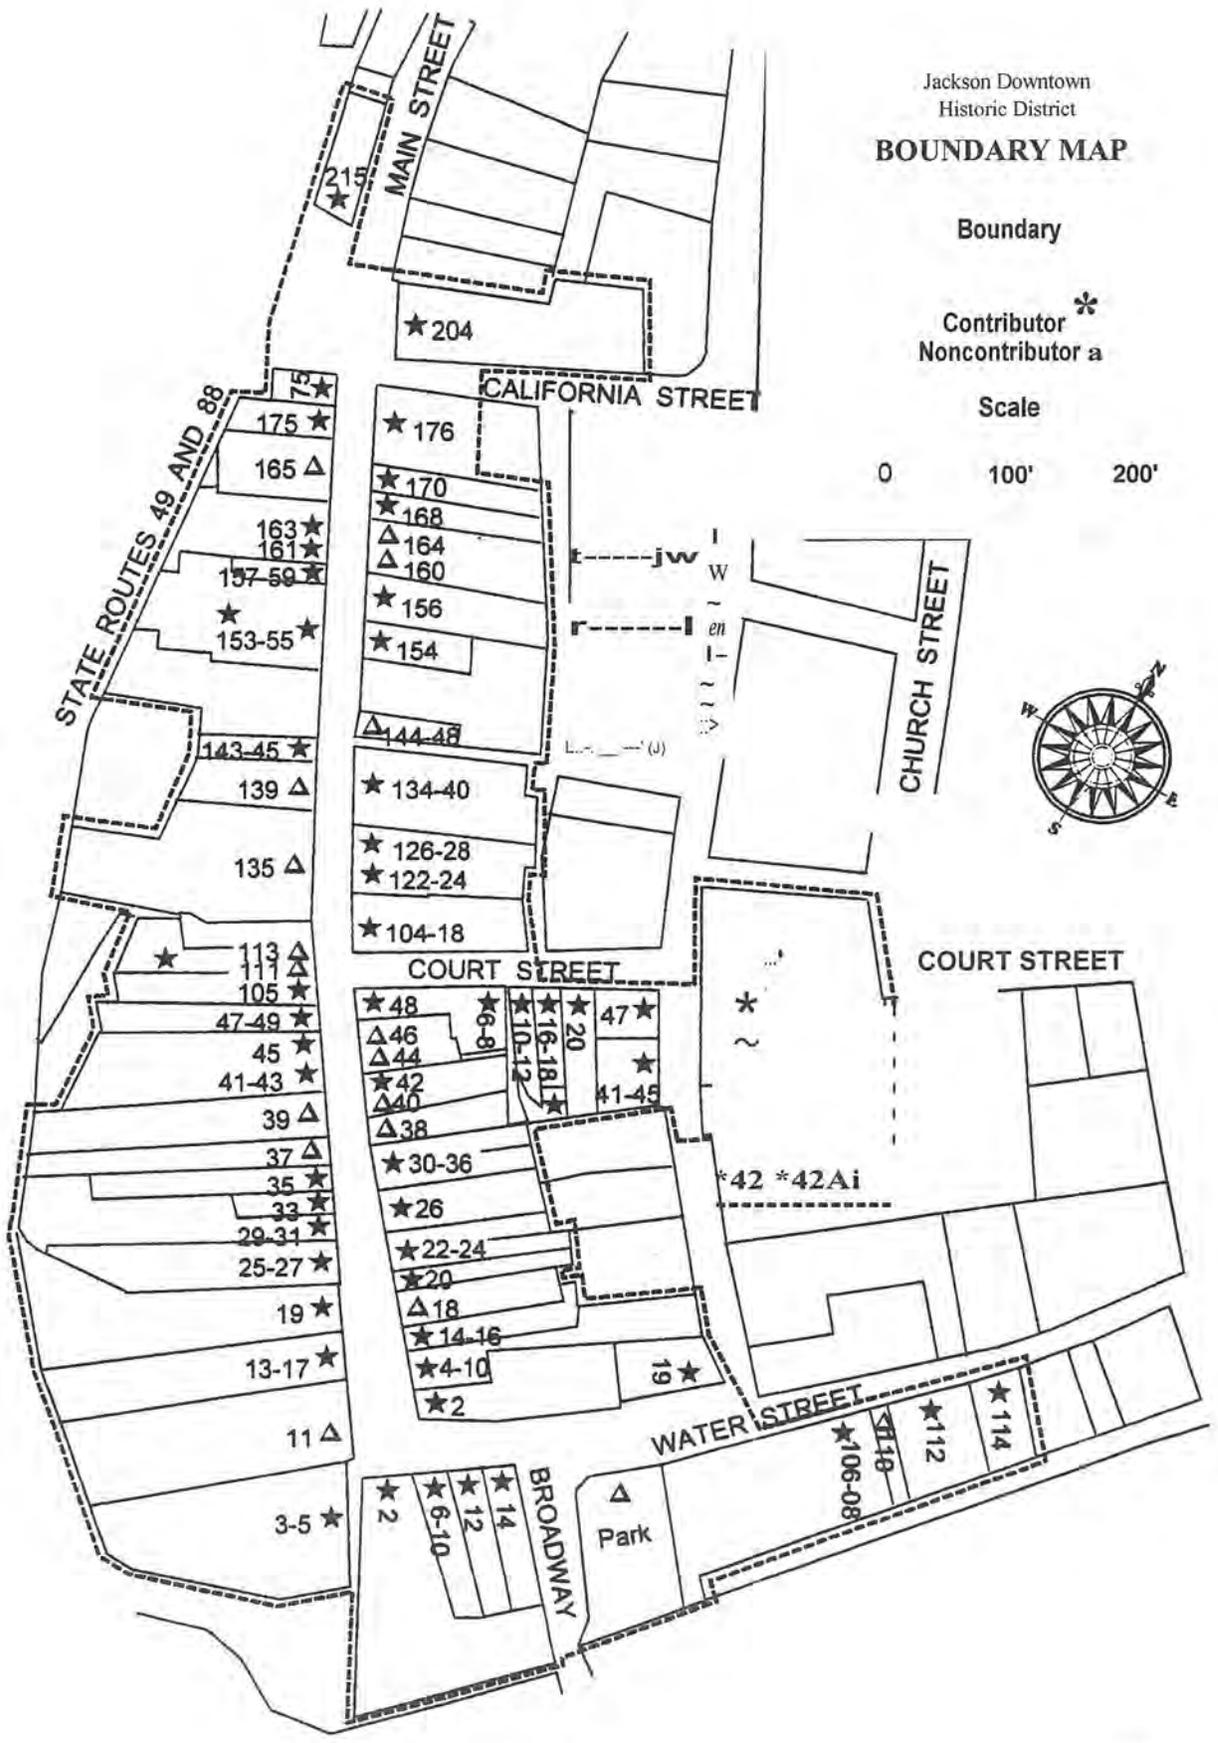 Jackson Downtown
Historic District
BOUNDARY MAP
Boundary
Contributor *
Noncontributor a
Scale
0 100' 200'
MAIN STREET
215
204
CALIFORNIA STREET
STATE ROUTES 49 AND 88
75
175
165
163
161
157-59
153-55
143-45
139
135
113
111
105
47-49
45
41-43
39
37
35
33
29-31
25-27
19
13-17
11
3-5
176
170
168
164
160
156
154
144-48
134-40
126-28
122-24
104-18
COURT STREET
48
46
44
42
40
38
30-36
26
22-24
20
18
14-16
4-10
2
6-8
10-12
16-18
20
47
41-45
19
t------jw
W
~
r--------l
en
(J)
CHURCH STREET
N
W
E
S
COURT STREET
*
~
*42 *42Ai
WATER STREET
106-08
110
112
114
2
6-10
12
14
BROADWAY
Park